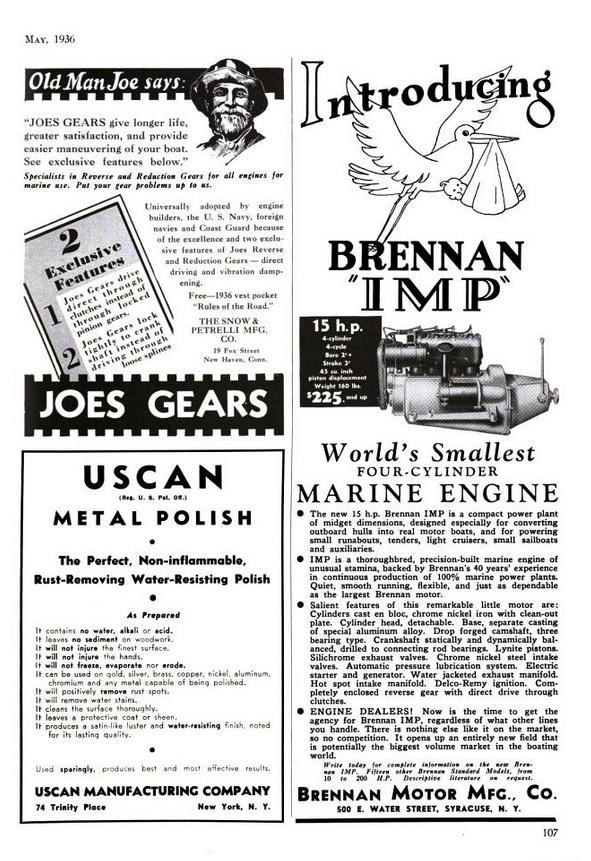 MAY, 1936
Old Man Joe says:
"JOES GEARS give longer life,
greater satisfaction, and provide
easier maneuvering of your boat.
See exclusive features below."
Specialists in Reverse and Reduction Gears for all engines for
marine use. Put your gear problems up to us.
2
Exclusive
Features
1
Joes Gears drive
direct through
clutches instead of
through locked
pinion gears.
2
Joes Gears lock
tightly to crank
shaft instead of
driving through
loose splines
Universally adopted by engine
builders, the U. S. Navy, foreign
navies and Coast Guard because
of the excellence and two exclu-
sive features of Joes Reverse
and Reduction Gears — direct
driving and vibration damp-
ening.
Free—1936 vest pocket
"Rules of the Road."
THE SNOW &
PETRELLI MFG.
CO.
19 Fox Street
New Haven, Conn.
JOES GEARS
USCAN
(Reg. U. S. Pat. Off.)
METAL POLISH
The Perfect, Non-inflammable,
Rust-Removing Water-Resisting Polish
As Prepared
It contains no water, alkali or acid.
It leaves no sediment on woodwork.
It will not injure the finest surface.
It will not injure the hands.
It will not freeze, evaporate nor erode.
It can be used on gold, silver, brass, copper, nickel, aluminum,
chromium and any metal capable of being polished.
It will positively remove rust spots.
It will remove water stains.
It cleans the surface thoroughly.
It leaves a protective coat or sheen.
It produces a satin-like luster and water-resisting finish, noted
for its lasting quality.
Used sparingly, produces best and most effective results.
USCAN MANUFACTURING COMPANY
74 Trinity Place New York, N. Y.
Introducing
BRENNAN
"IMP"
15 h.p.
4-cylinder
4-cycle
Bore 2"+
Stroke 3"
45 cu. inch
piston displacement
Weight 160 lbs.
$225 and up
World's Smallest
FOUR-CYLINDER
MARINE ENGINE
● The new 15 h.p. Brennan IMP is a compact power plant
of midget dimensions, designed especially for converting
outboard hulls into real motor boats, and for powering
small runabouts, tenders, light cruisers, small sailboats
and auxiliaries.
● IMP is a thoroughbred, precision-built marine engine of
unusual stamina, backed by Brennan's 40 years' experience
in continuous production of 100% marine power plants.
Quiet, smooth running, flexible, and just as dependable
as the largest Brennan motor.
● Salient features of this remarkable little motor are:
Cylinders cast en bloc, chrome nickel iron with clean-out
plate. Cylinder head, detachable. Base, separate casting
of special aluminum alloy. Drop forged camshaft, three
bearing type. Crankshaft statically and dynamically bal-
anced, drilled to connecting rod bearings. Lynite pistons.
Silichrome exhaust valves. Chrome nickel steel intake
valves. Automatic pressure lubrication system. Electric
starter and generator. Water jacketed exhaust manifold.
Hot spot intake manifold. Delco-Remy ignition. Com-
pletely enclosed reverse gear with direct drive through
clutches.
● ENGINE DEALERS! Now is the time to get the
agency for Brennan IMP, regardless of what other lines
you handle. There is nothing else like it on the market,
so no competition. It opens up an entirely new field that
is potentially the biggest volume market in the boating
world.
Write today for complete information on the new Bren-
nan IMP. Fifteen other Brennan Standard Models, from
10 to 200 H.P. Descriptive literature on request.
BRENNAN MOTOR MFG., CO.
500 E. WATER STREET, SYRACUSE, N. Y.
107